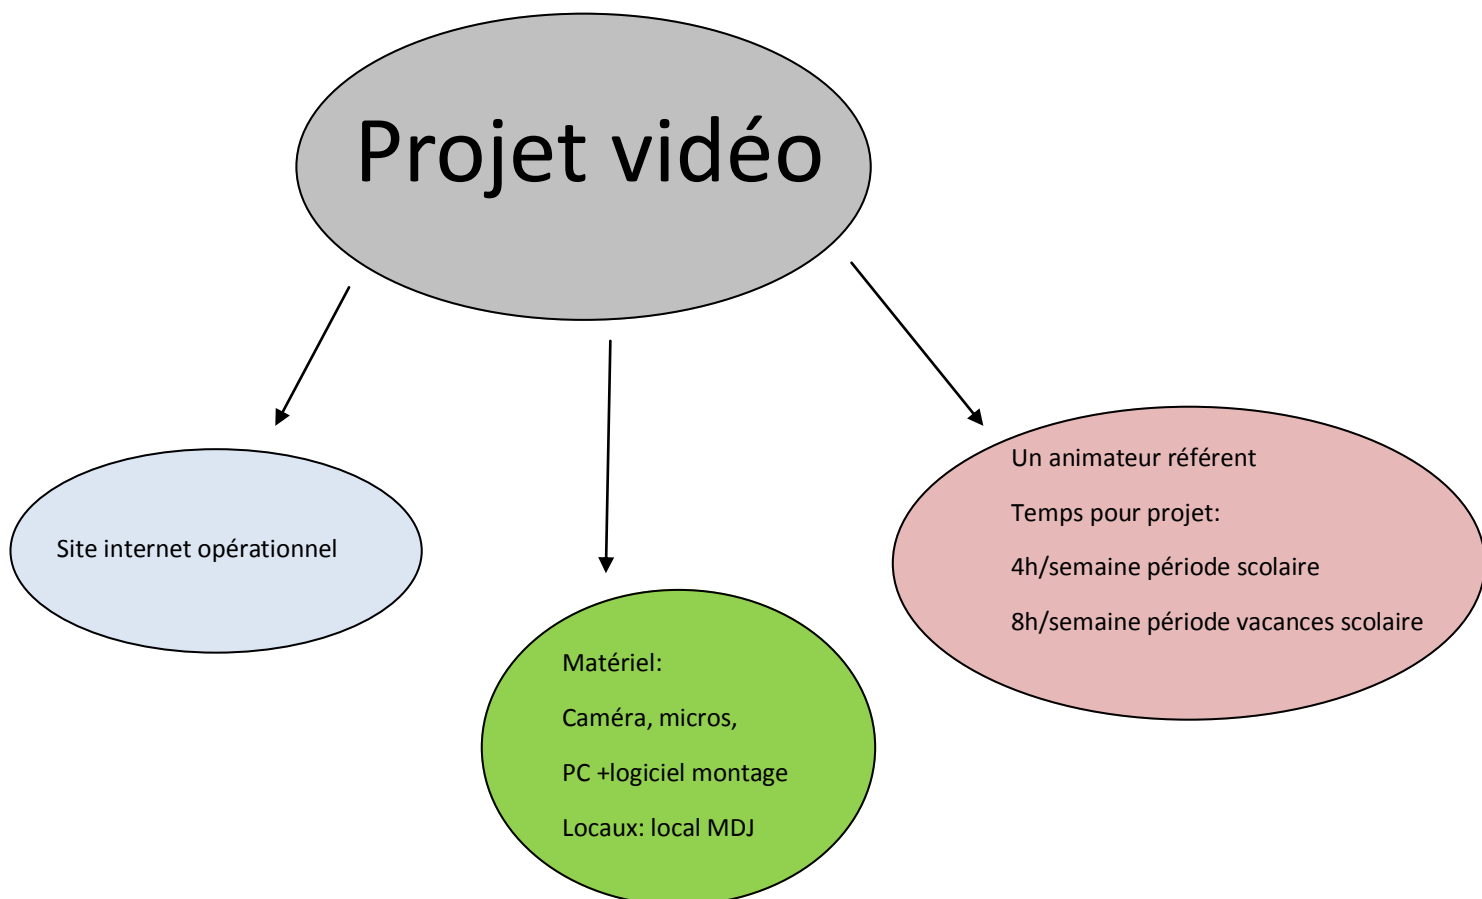 Projet vidéo
Site internet opérationnel
Matériel:
Caméra, micros,
PC +logiciel montage
Locaux: local MDJ
Un animateur référent
Temps pour projet:
4h/semaine période scolaire
8h/semaine période vacances scolaire